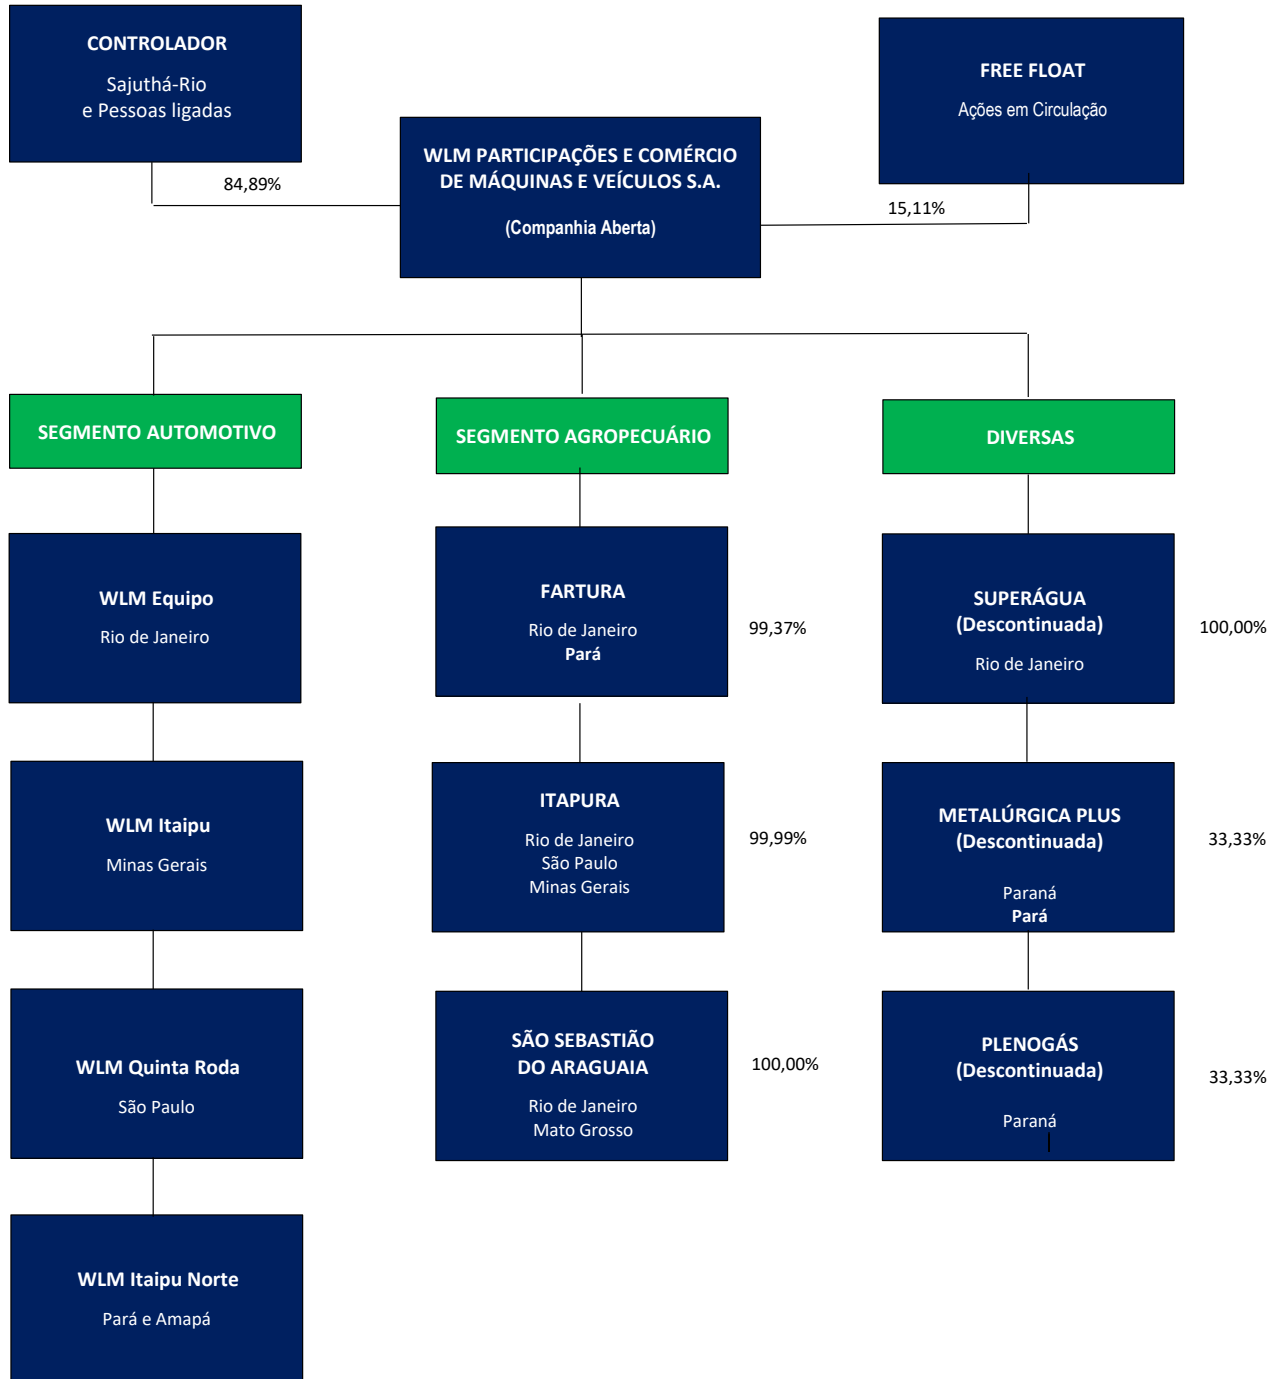 CONTROLADOR
Sajuthá-Rio
e Pessoas ligadas
FREE FLOAT
Ações em Circulação
WLM PARTICIPAÇÕES E COMÉRCIO
DE MÁQUINAS E VEÍCULOS S.A.
(Companhia Aberta)
84,89%
15,11%
SEGMENTO AUTOMOTIVO
SEGMENTO AGROPECUÁRIO
DIVERSAS
WLM Equipo
Rio de Janeiro
FARTURA
Rio de Janeiro
Pará
99,37%
SUPERÁGUA
(Descontinuada)
Rio de Janeiro
100,00%
WLM Itaipu
Minas Gerais
ITAPURA
Rio de Janeiro
São Paulo
Minas Gerais
99,99%
METALÚRGICA PLUS
(Descontinuada)
Paraná
Pará
33,33%
WLM Quinta Roda
São Paulo
SÃO SEBASTIÃO
DO ARAGUAIA
Rio de Janeiro
Mato Grosso
100,00%
PLENOGÁS
(Descontinuada)
Paraná
33,33%
WLM Itaipu Norte
Pará e Amapá